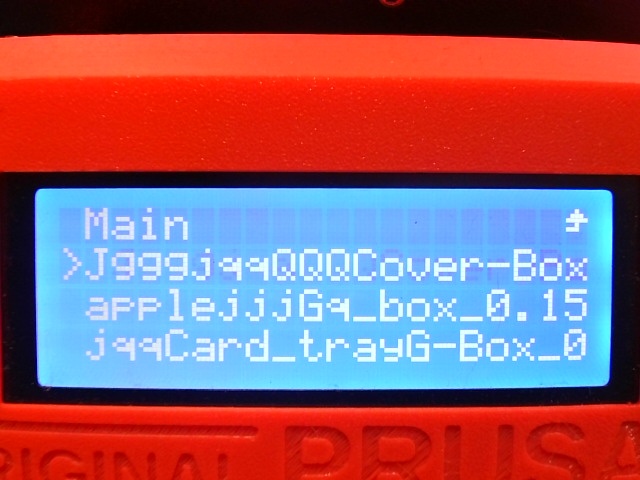 Main
>JgggjqqQQQCover-Box
applejjjGq_box_0.15
jqqCard_trayG-Box_0
ORIGINAL PRUSA